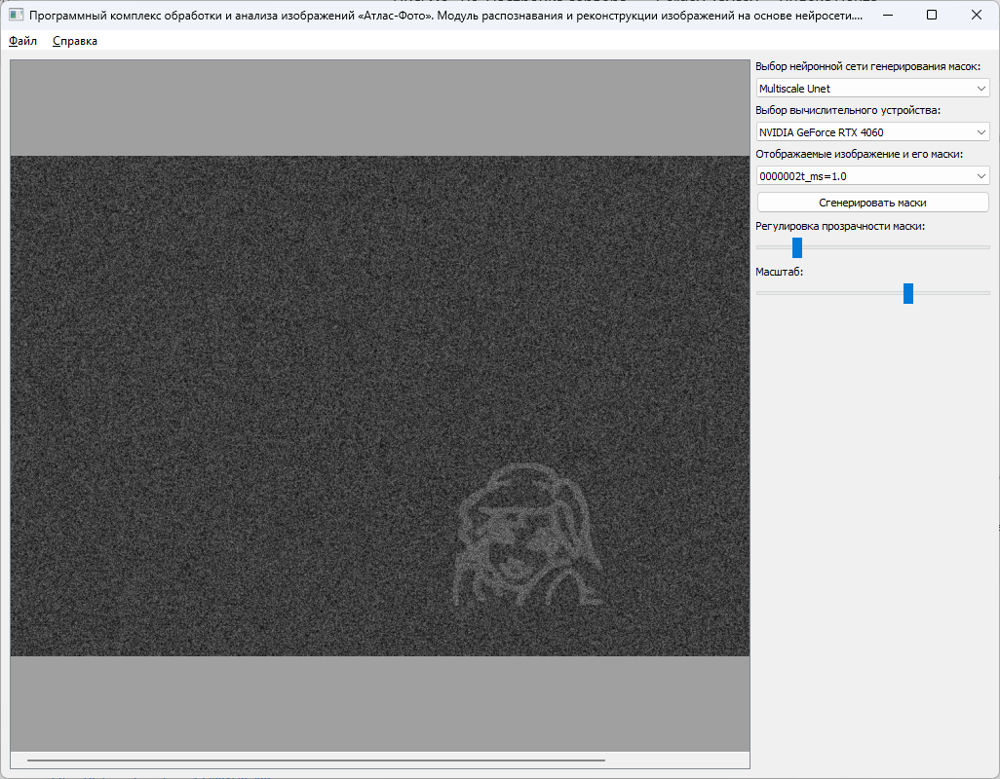 Программный комплекс обработки и анализа изображений «Атлас-Фото». Модуль распознавания и реконструкции изображений на основе нейросети....
Файл Справка
Выбор нейронной сети генерирования масок:
Multiscale Unet
Выбор вычислительного устройства:
NVIDIA GeForce RTX 4060
Отображаемые изображение и его маски:
0000002t_ms=1.0
Сгенерировать маски
Регулировка прозрачности маски:
Масштаб: